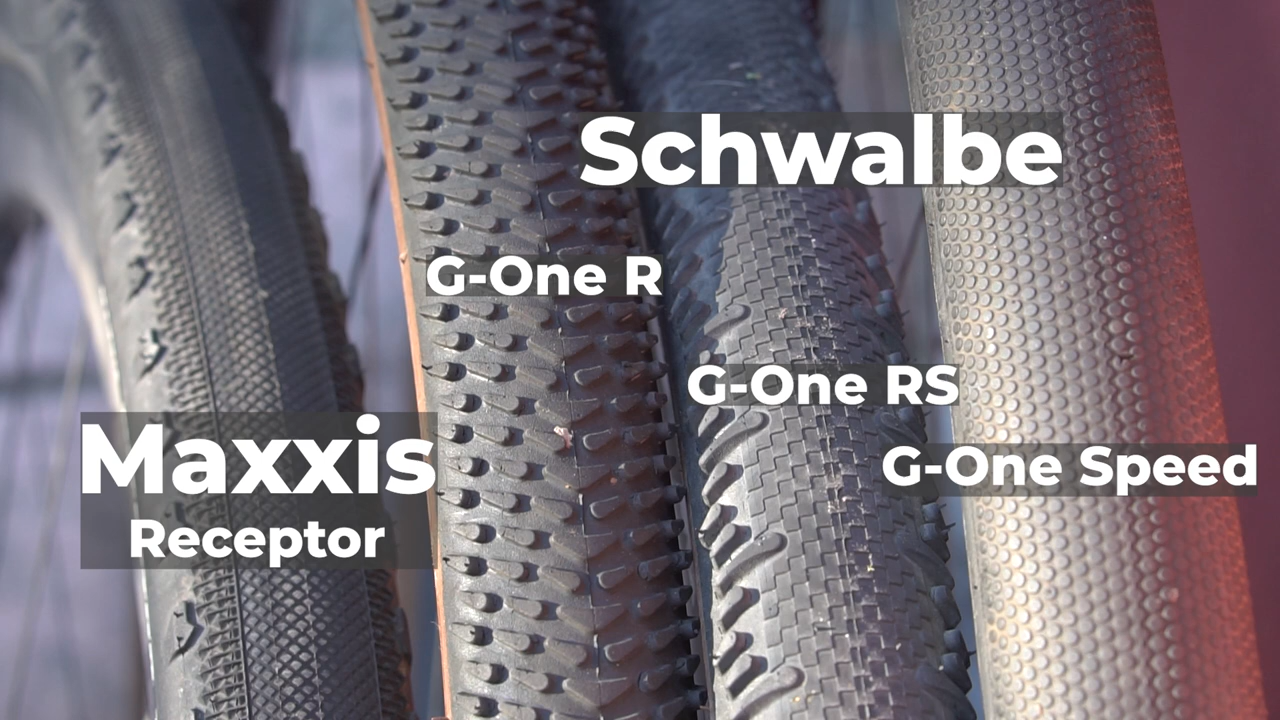 Schwalbe
G-One R
G-One RS
G-One Speed
Maxxis
Receptor